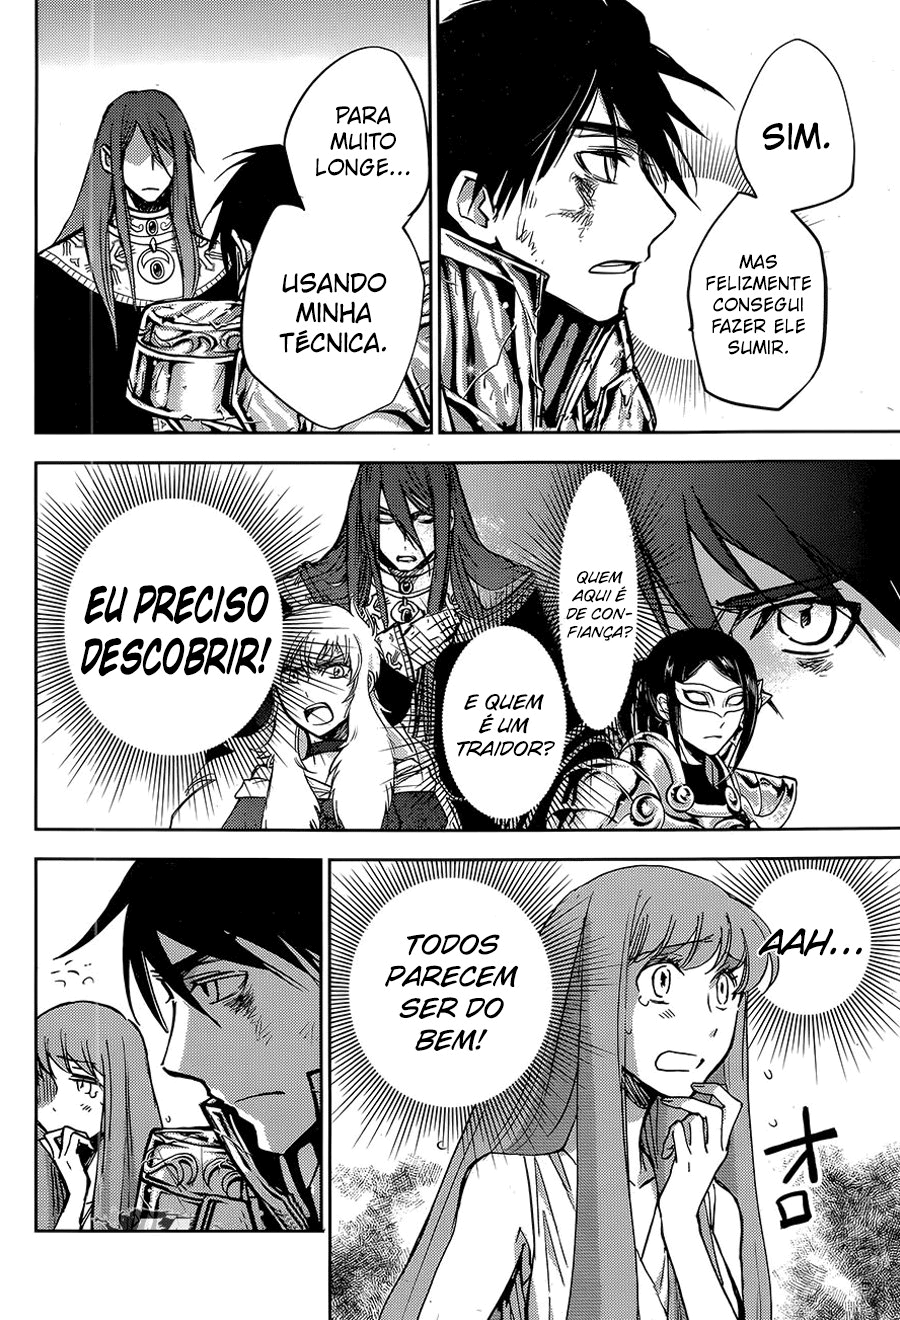 SIM.
MAS
FELIZMENTE
CONSEGUI
FAZER ELE
SUMIR.
PARA
MUITO
LONGE...
USANDO
MINHA
TÉCNICA.
QUEM
AQUI É
DE CON-
FIANÇA?
E QUEM
É UM
TRAIDOR?
EU PRECISO
DESCOBRIR!
AAH...
TODOS
PARECEM
SER DO
BEM!
オロ